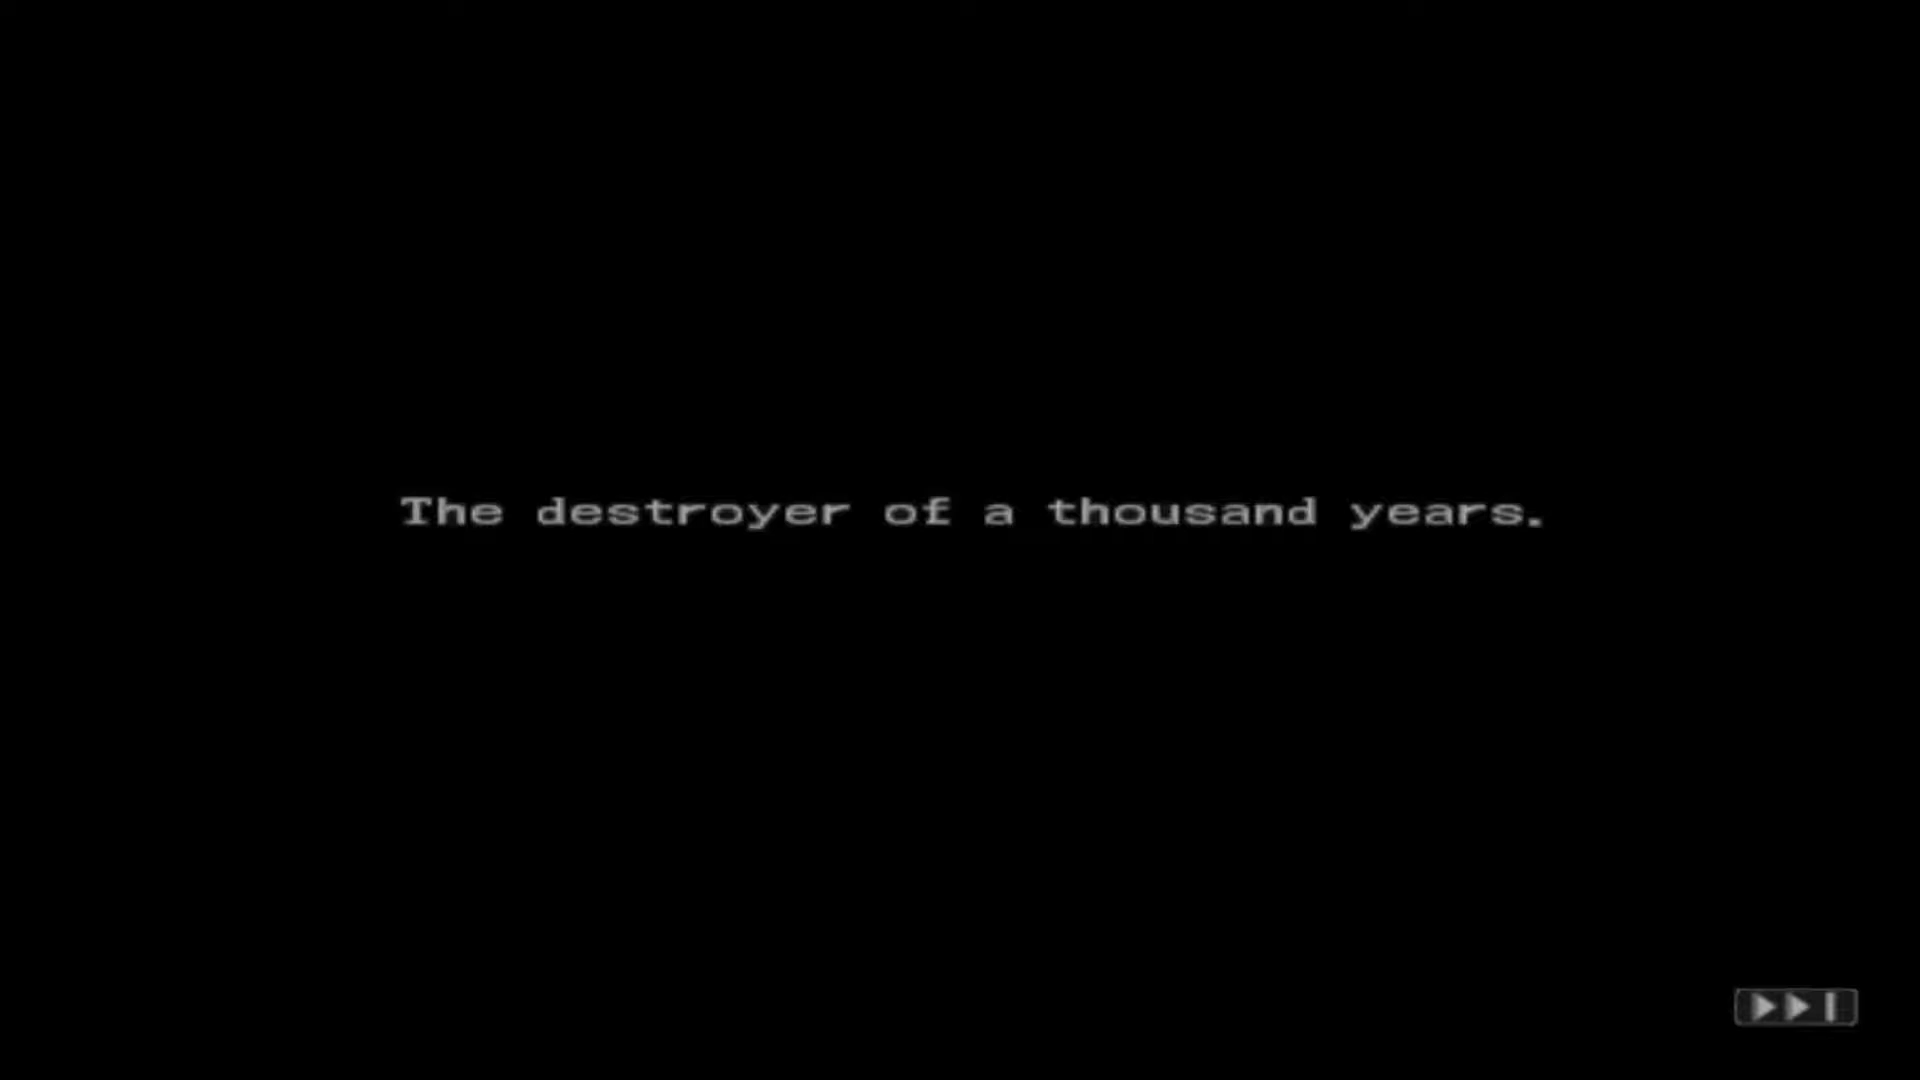 The destroyer of a thousand years.